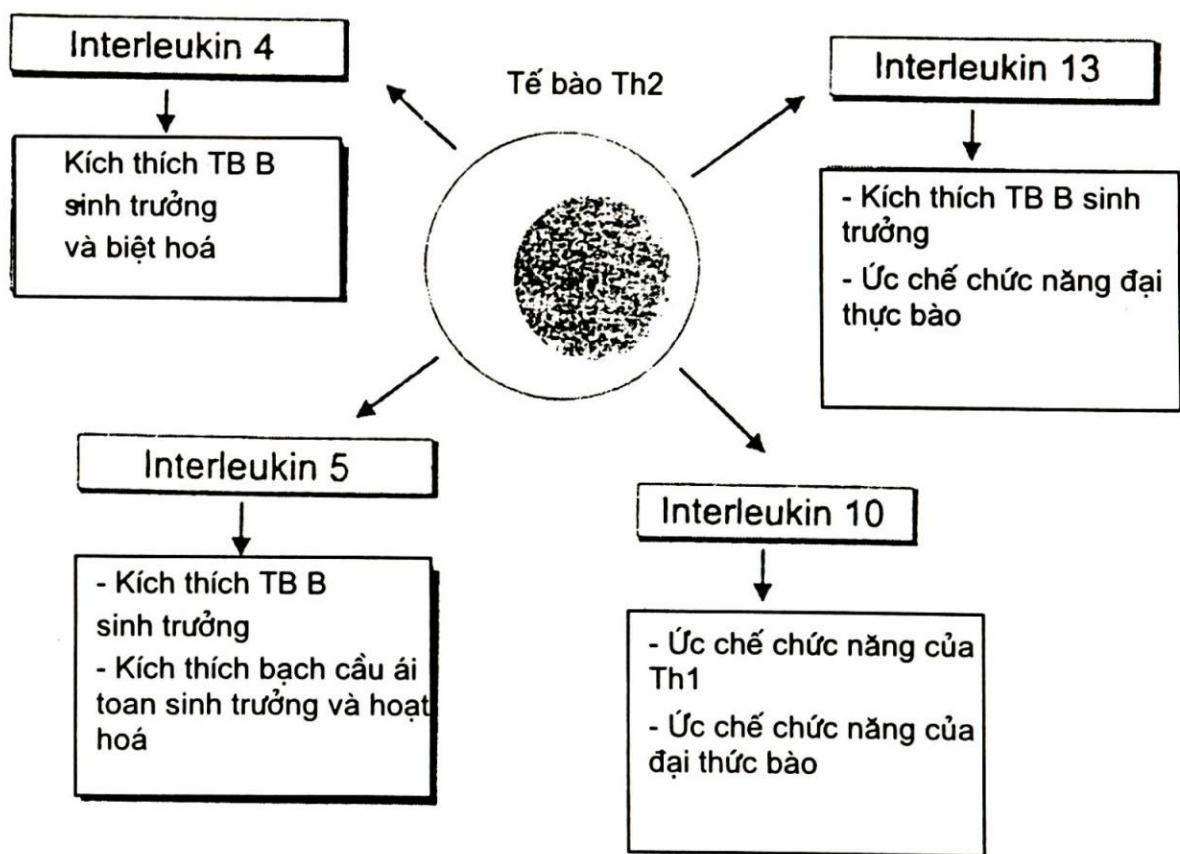 Interleukin 4
Kích thích TB B
sinh trưởng
và biệt hoá
Tế bào Th2
Interleukin 13
- Kích thích TB B sinh
trưởng
- Ức chế chức năng đại
thực bào
Interleukin 5
- Kích thích TB B
sinh trưởng
- Kích thích bạch cầu ái
toan sinh trưởng và hoạt
hoá
Interleukin 10
- Ức chế chức năng của
Th1
- Ức chế chức năng của
đại thức bào